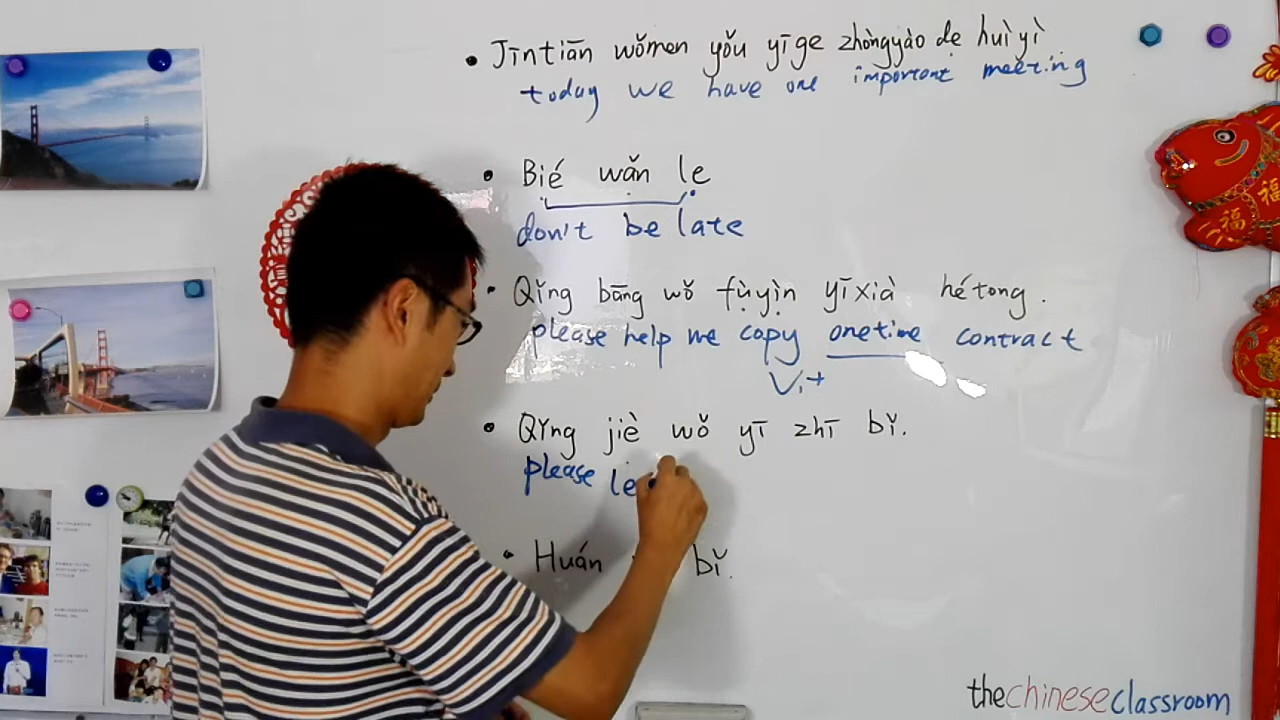 Jīntiān wǒmen yǒu yīge zhòngyào de huìyì
today we have one important meeting
Bié wǎn le
don't be late
Qǐng bāng wǒ fùyìn yīxià hétong.
please help me copy onetime contract
V,+
Qǐng jiè wǒ yī zhī bǐ.
please le
Huán bǐ.
福 福
thechineseclassroom